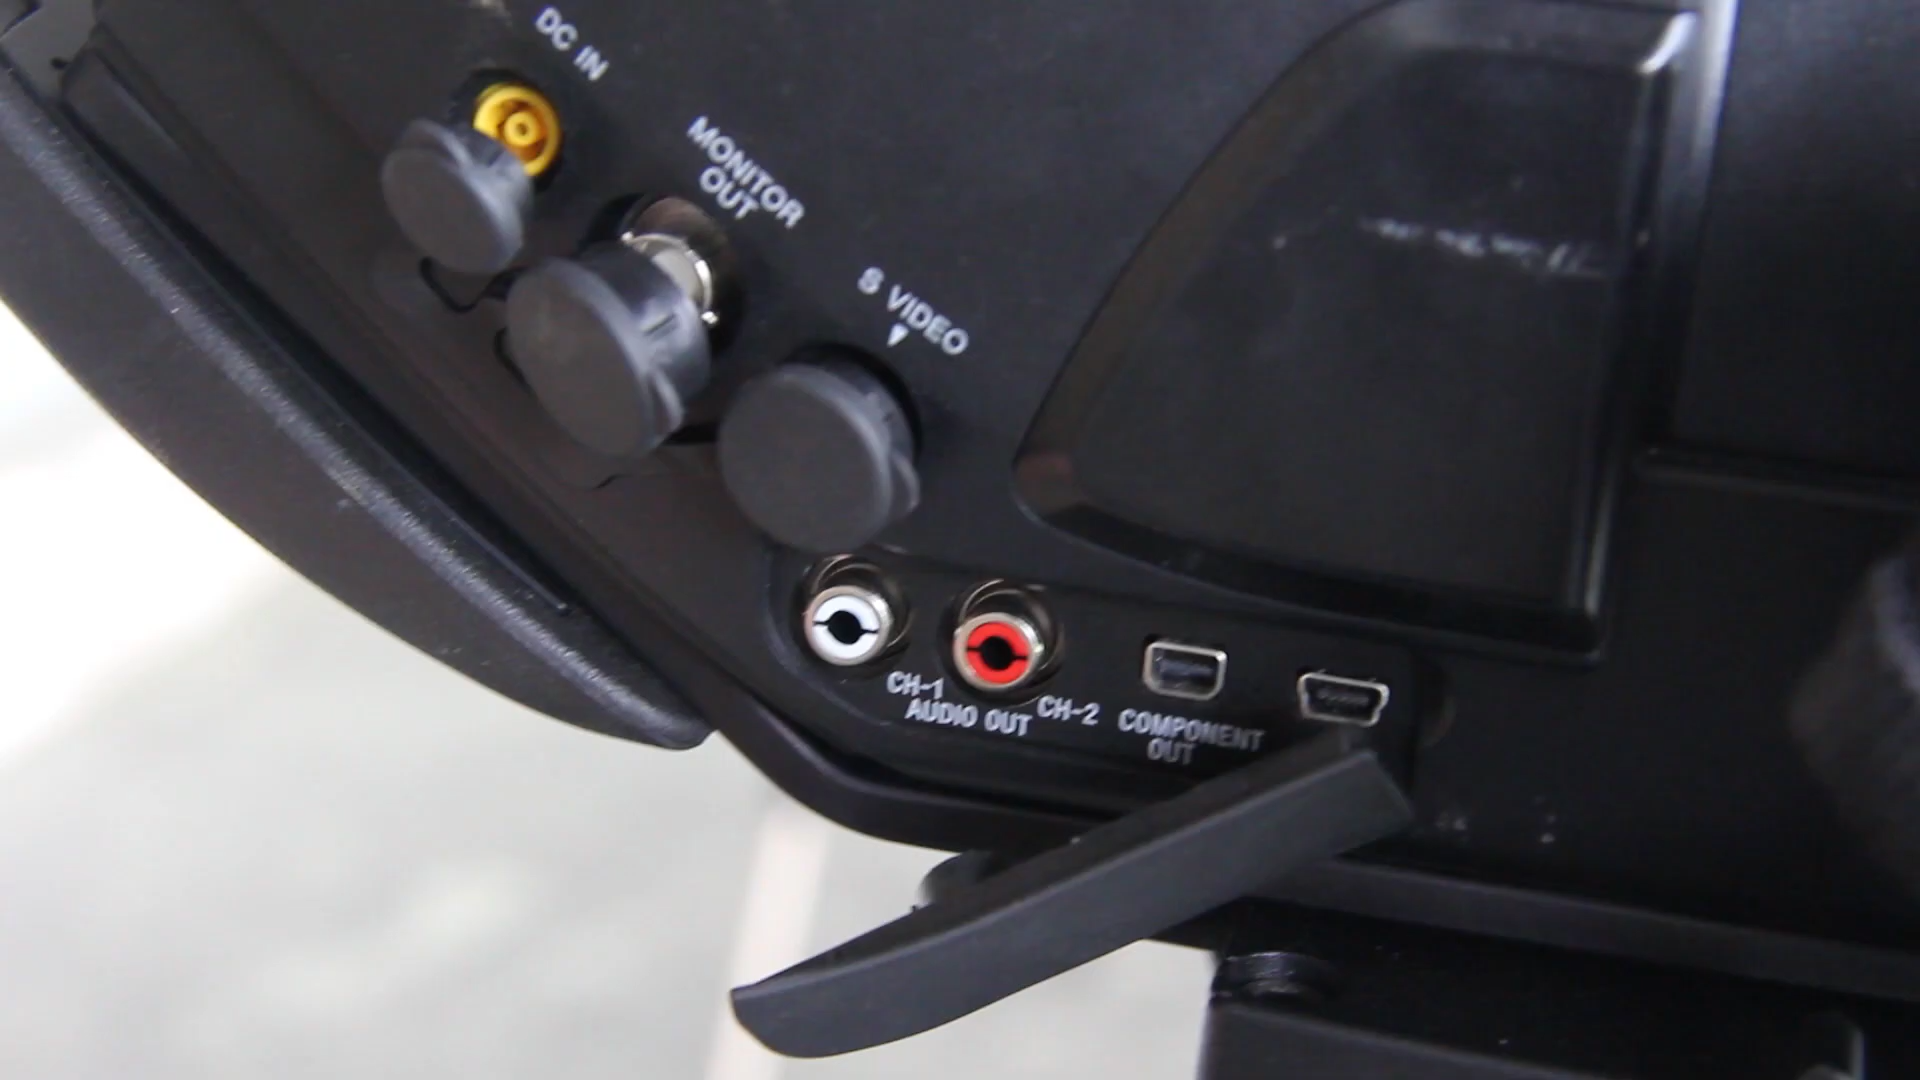 DC IN
MONITOR
OUT
S VIDEO
CH-1
AUDIO OUT
CH-2
COMPONENT
OUT